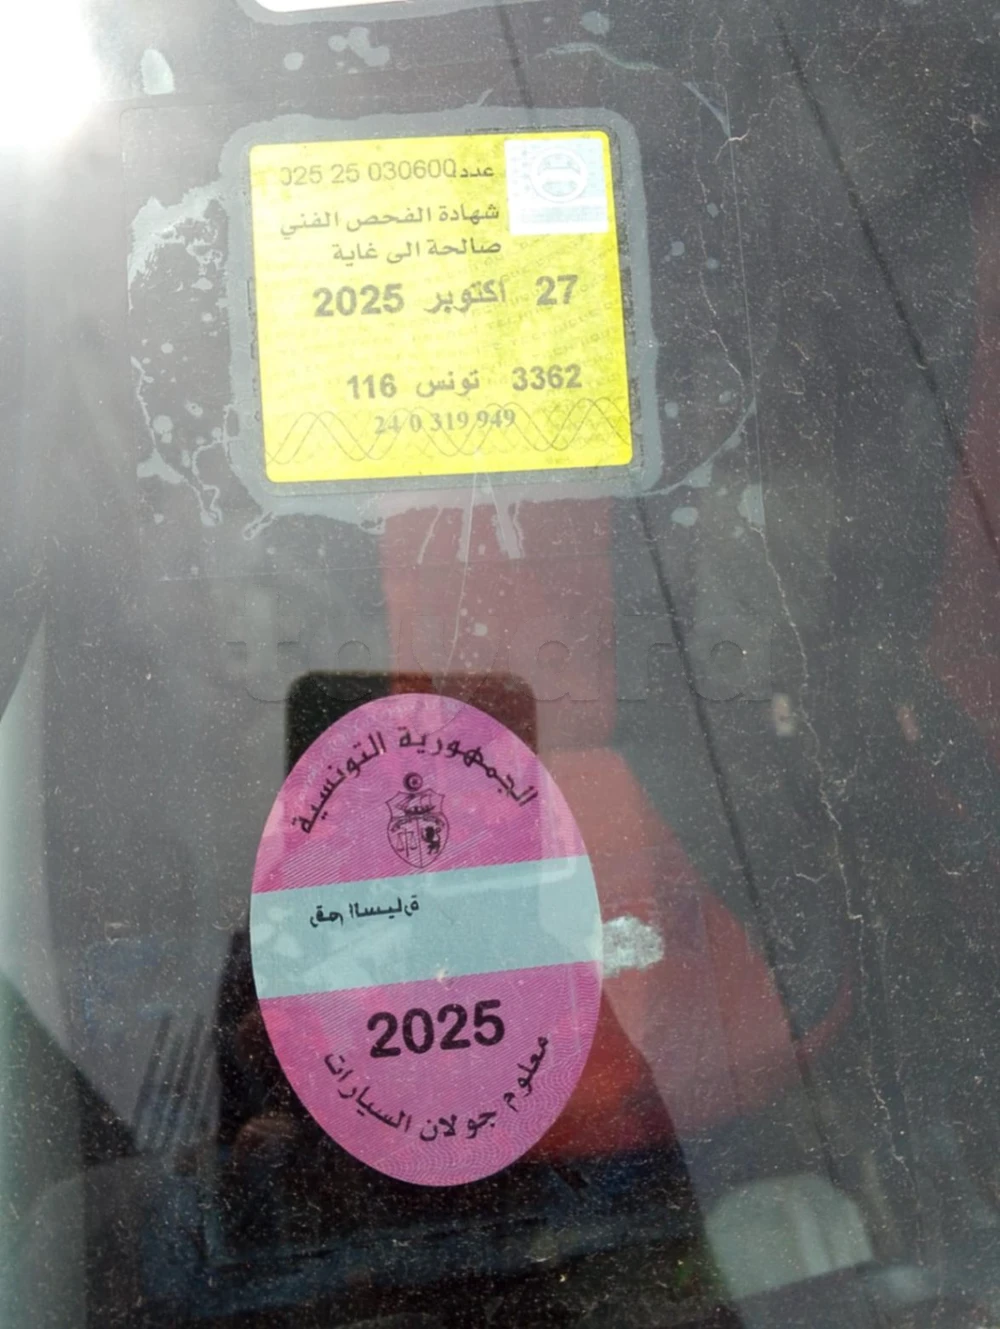 عدد 025 25 030600
شهادة الفحص الفني
صالحة الى غاية
27 أكتوبر 2025
3362 تونس 116
24 0 319 949
tayara
الجمهورية التونسية
2025
معلوم جولان السيارات